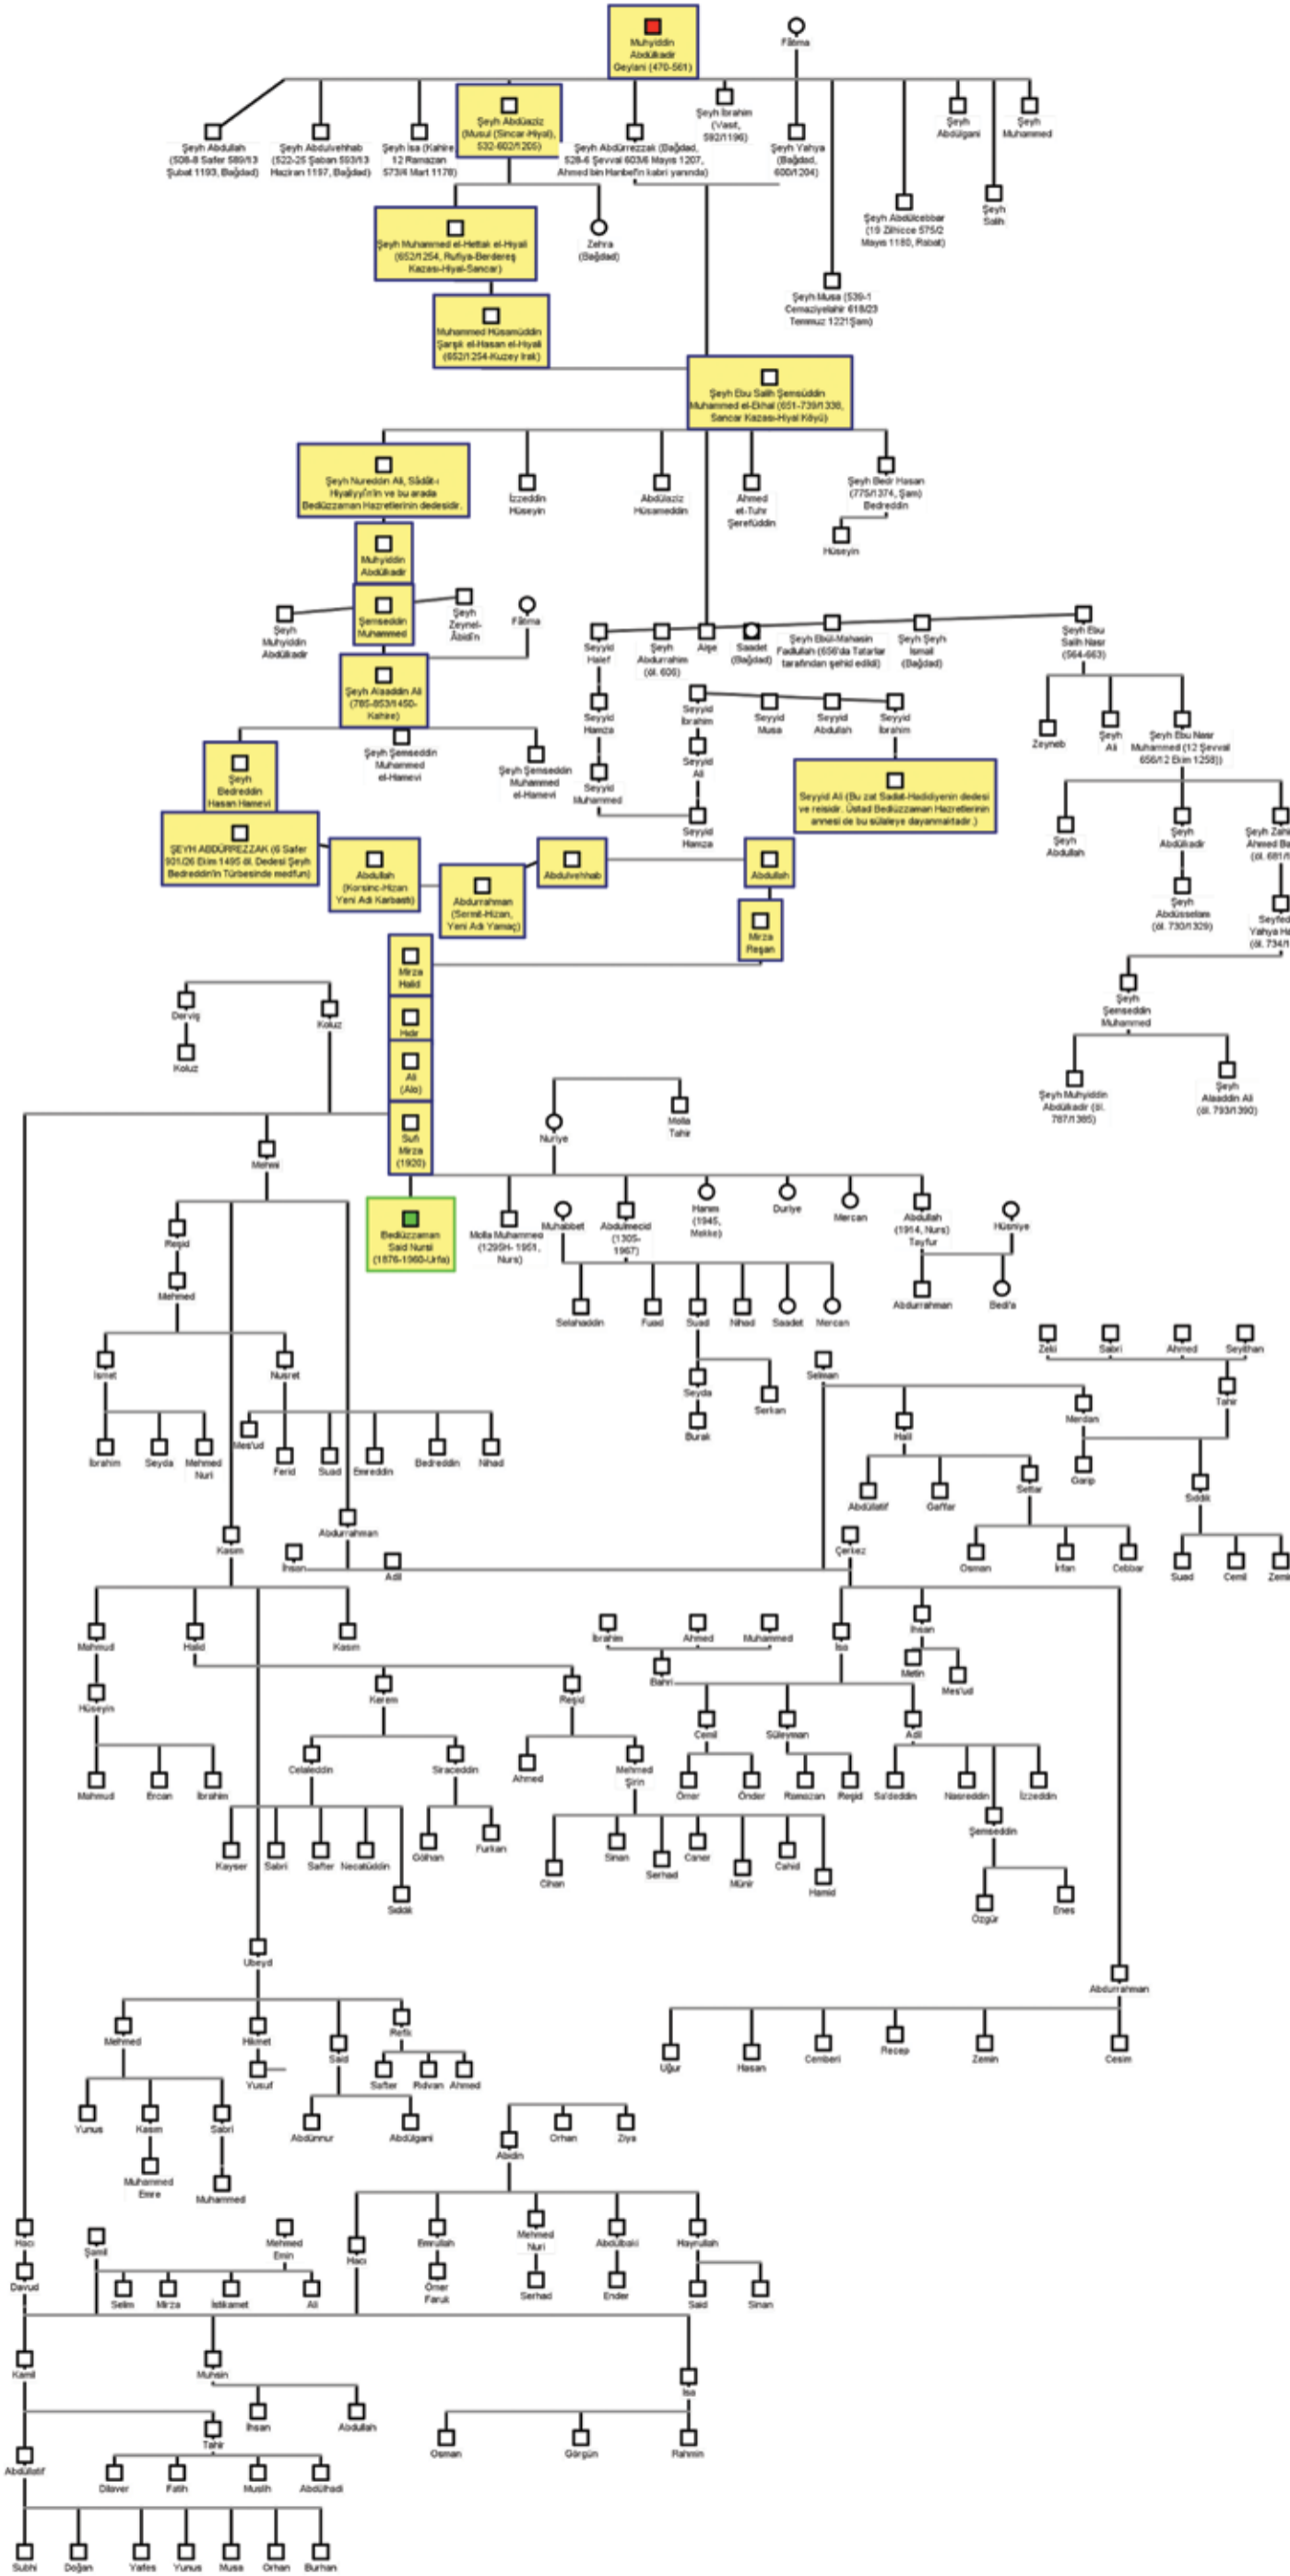 Muhyiddin
Abdülkadir
Geylani (470-561)
Fâtıma
Şeyh Abdullah
(508-8 Safer 589/13
Şubat 1193, Bağdad)
Şeyh Abdulvehhab
(522-25 Şaban 593/13
Haziran 1197, Bağdad)
Şeyh İsa (Kahire
12 Ramazan
573/4 Mart 1178)
Şeyh Abdüaziz
(Musul (Sincar-Hiyal),
532-602/1205)
Şeyh Abdürrezzak (Bağdad,
528-6 Şevval 603/6 Mayıs 1207,
Ahmed bin Hanbel'in kabri yanında)
Şeyh İbrahim
(Vasıt,
592/1196)
Şeyh Yahya
(Bağdad,
600/1204)
Şeyh
Abdülgani
Şeyh
Muhammed
Şeyh Abdülcebbar
(19 Zilhicce 575/2
Mayıs 1180, Rabat)
Şeyh
Salih
Şeyh Musa (539-1
Cemaziyelahir 618/23
Temmuz 1221Şam)
Şeyh Muhammed el-Hettak el-Hiyali
(652/1254, Rufiya-Berdereş
Kazası-Hiyal-Sancar)
Zehra
(Bağdad)
Muhammed Hüsamüddin
Şarşık el-Hasan el-Hiyali
(652/1254-Kuzey Irak)
Şeyh Ebu Salih Şemsüddin
Muhammed el-Ekhal (651-739/1338,
Sancar Kazası-Hiyal Köyü)
Şeyh Nureddin Ali, Sâdât-ı
Hiyaliyyîn'in ve bu arada
Bediüzzaman Hazretlerinin dedesidir.
İzzeddin
Hüseyin
Abdülaziz
Hüsameddin
Ahmed
et-Tuhr
Şerefüddin
Şeyh Bedr Hasan
(775/1374, Şam)
Bedreddin
Hüseyin
Muhyiddin
Abdülkadir
Şeyh
Muhyiddin
Abdülkadir
Şemseddin
Muhammed
Şeyh
Zeynel-
Âbidîn
Fâtıma
Şeyh Alaaddin Ali
(785-853/1450-
Kahire)
Seyyid
Halef
Şeyh
Abdurrahim
(öl. 606)
Aişe
Saadet
(Bağdad)
Şeyh Ebül-Mahasin
Fadlullah (656'da Tatarlar
tarafından şehid edildi)
Şeyh Şeyh
İsmail
(Bağdad)
Şeyh Ebu
Salih Nasr
(564-663)
Şeyh
Bedreddin
Hasan Hamevi
Şeyh Şemseddin
Muhammed
el-Hamevi
Şeyh Şemseddin
Muhammed
el-Hamevi
Seyyid
Hamza
Seyyid
Muhammed
Seyyid
İbrahim
Seyyid
Ali
Seyyid
Hamza
Seyyid
Musa
Seyyid
Abdullah
Seyyid
İbrahim
Zeyneb
Şeyh
Ali
Şeyh Ebu Nasr
Muhammed (12 Şevval
656/12 Ekim 1258))
Seyyid Ali (Bu zat Sadat-Hadidiyenin dedesi
ve reisidir. Üstad Bediüzzaman Hazretlerinin
annesi de bu sülaleye dayanmaktadır.)
ŞEYH ABDÜRREZZAK (6 Safer
901/26 Ekim 1495 öl. Dedesi Şeyh
Bedreddin'in Türbesinde medfun)
Abdullah
(Korsinc-Hizan
Yeni Adı Karbastı)
Abdurrahman
(Sermit-Hizan,
Yeni Adı Yamaç)
Abdulvehhab
Abdullah
Mirza
Reşan
Şeyh
Abdullah
Şeyh
Abdülkadir
Şeyh Zahi
Ahmed Ba
(öl. 681/
Şeyh
Abdüsselam
(öl. 730/1329)
Seyfed
Yahya Ha
(öl. 734/1
Şeyh
Şemseddin
Muhammed
Şeyh Muhyiddin
Abdülkadir (öl.
787/1385)
Şeyh
Alaaddin Ali
(öl. 793/1390)
Mirza
Halid
Hıdır
Ali
(Alo)
Sufi
Mirza
(1920)
Derviş
Koluz
Koluz
Nuriye
Molla
Tahir
Bediüzzaman
Said Nursi
(1876-1960-Urfa)
Molla Muhammed
(1295H- 1951,
Nurs)
Muhabbet
Abdulmecid
(1305-
1967)
Hanım
(1945,
Mekke)
Duriye
Mercan
Abdullah
(1914, Nurs)
Tayfur
Hüsniye
Selahaddin
Fuad
Suad
Nihad
Saadet
Mercan
Abdurrahman
Bedi'a
Seyda
Serkan
Burak
Reşid
Mehmed
İsmet
Nusret
İbrahim
Seyda
Mehmed
Nuri
Mes'ud
Ferid
Suad
Emreddin
Bedreddin
Nihad
Selman
Zeki
Sabri
Ahmed
Seyithan
Tahir
Halil
Merdan
Abdüllatif
Gaffar
Settar
Garip
Sıddik
Osman
İrfan
Cebbar
Suad
Cemil
Zemi
Kasım
Abdurrahman
İhsan
Adil
Çerkez
Mahmud
Halid
Kasım
İbrahim
Ahmed
Muhammed
İsa
İhsan
Bahri
Metin
Mes'ud
Hüseyin
Kerem
Reşid
Cemil
Süleyman
Adil
Mahmud
Ercan
İbrahim
Celaleddin
Siraceddin
Ahmed
Mehmed
Şirin
Ömer
Önder
Ramazan
Reşid
Sa'deddin
Nasreddin
İzzeddin
Şemseddin
Kayser
Sabri
Safter
Necatüddin
Sıddık
Gölhan
Furkan
Cihan
Sinan
Serhad
Caner
Münir
Cahid
Hamid
Özgür
Enes
Ubeyd
Abdurrahman
Mehmed
Hikmet
Said
Refik
Yusuf
Safter
Rıdvan
Ahmed
Uğur
Hasan
Cemberi
Recep
Zemin
Cesim
Yunus
Kasım
Sabri
Abdünnur
Abdülgani
Muhammed
Emre
Muhammed
Abidin
Orhan
Ziya
Hacı
Davud
Şamil
Mehmed
Emin
Selim
Mirza
İstikamet
Ali
Hacı
Emrullah
Ömer
Faruk
Mehmed
Nuri
Serhad
Abdülbaki
Ender
Hayrullah
Said
Sinan
Kamil
Muhsin
İsa
İhsan
Abdullah
Osman
Görgün
Rahmin
Tahir
Abdüllatif
Dilaver
Fatih
Muslih
Abdülhadi
Subhi
Doğan
Yafes
Yunus
Musa
Orhan
Burhan